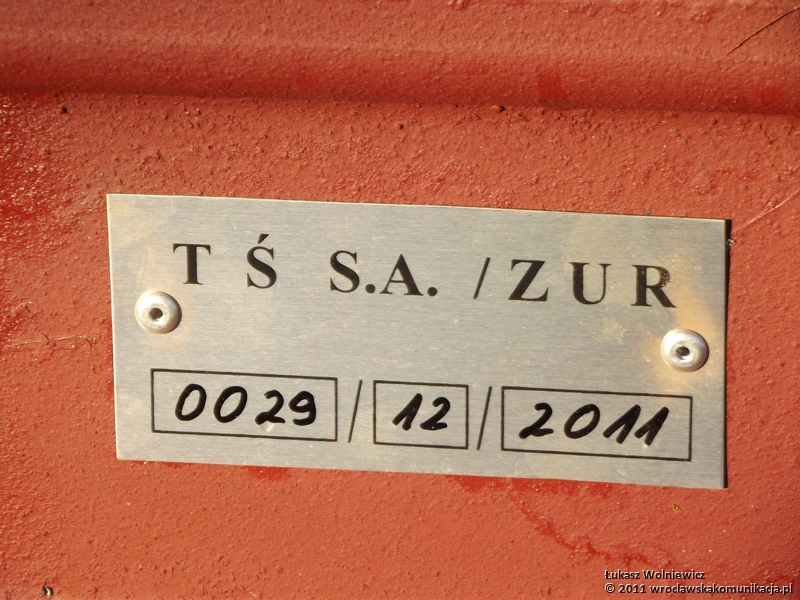 T Ś S.A. /ZUR
0029 / 12 / 2011
Łukasz Wolniewicz
© 2011 wroclawskakomunikacja.pl